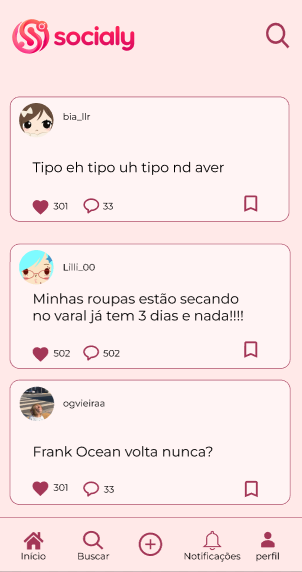 socialy
bia_llr
Tipo eh tipo uh tipo nd aver
301 33
Lilli_00
Minhas roupas estão secando
no varal já tem 3 dias e nada!!!!
502 502
ogvieiraa
Frank Ocean volta nunca?
301 33
Início Buscar Notificações perfil